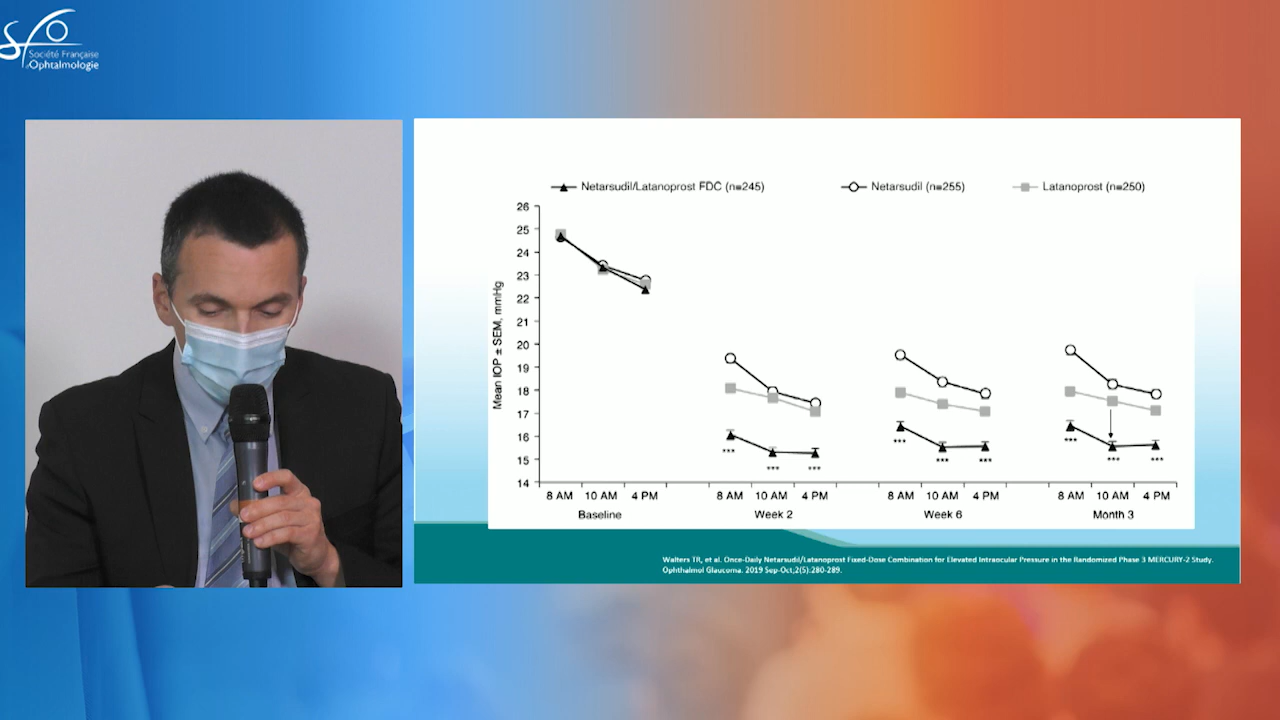 Société Française
d'Ophtalmologie
Netarsudil/Latanoprost FDC (n=245)
Netarsudil (n=255)
Latanoprost (n=250)
Mean IOP ± SEM, mmHg
26
25
24
23
22
21
20
19
18
17
16
15
14
*** *** ***
*** *** ***
*** *** ***
8 AM 10 AM 4 PM 8 AM 10 AM 4 PM 8 AM 10 AM 4 PM 8 AM 10 AM 4 PM
Baseline Week 2 Week 6 Month 3
Walters TR, et al. Once-Daily Netarsudil/Latanoprost Fixed-Dose Combination for Elevated Intraocular Pressure in the Randomized Phase 3 MERCURY-2 Study.
Ophthalmol Glaucoma. 2019 Sep-Oct;2(5):280-289.